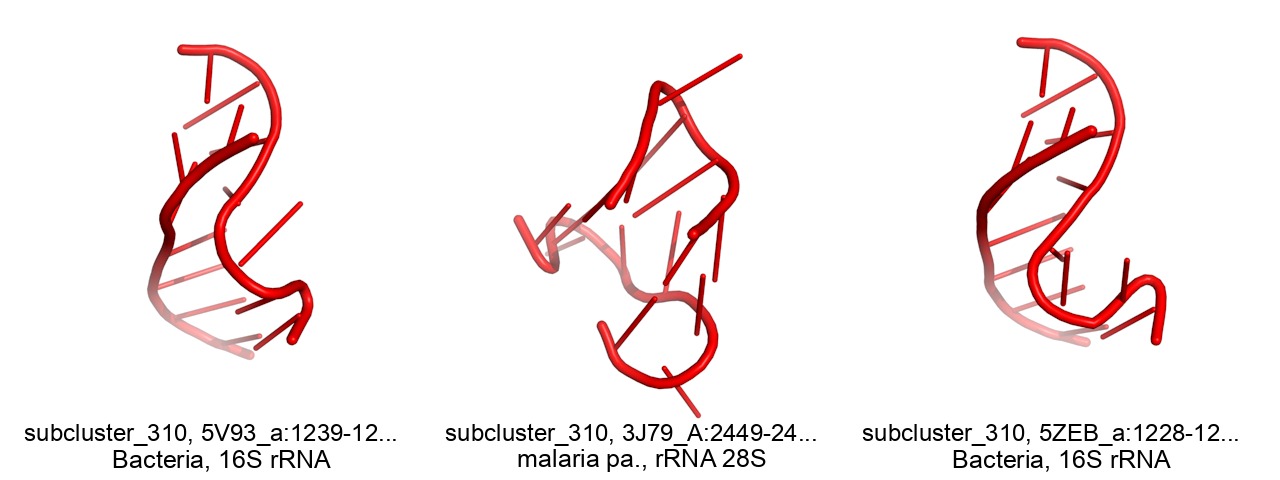 subcluster_310, 5V93_a:1239-12...
Bacteria, 16S rRNA
subcluster_310, 3J79_A:2449-24...
malaria pa., rRNA 28S
subcluster_310, 5ZEB_a:1228-12...
Bacteria, 16S rRNA